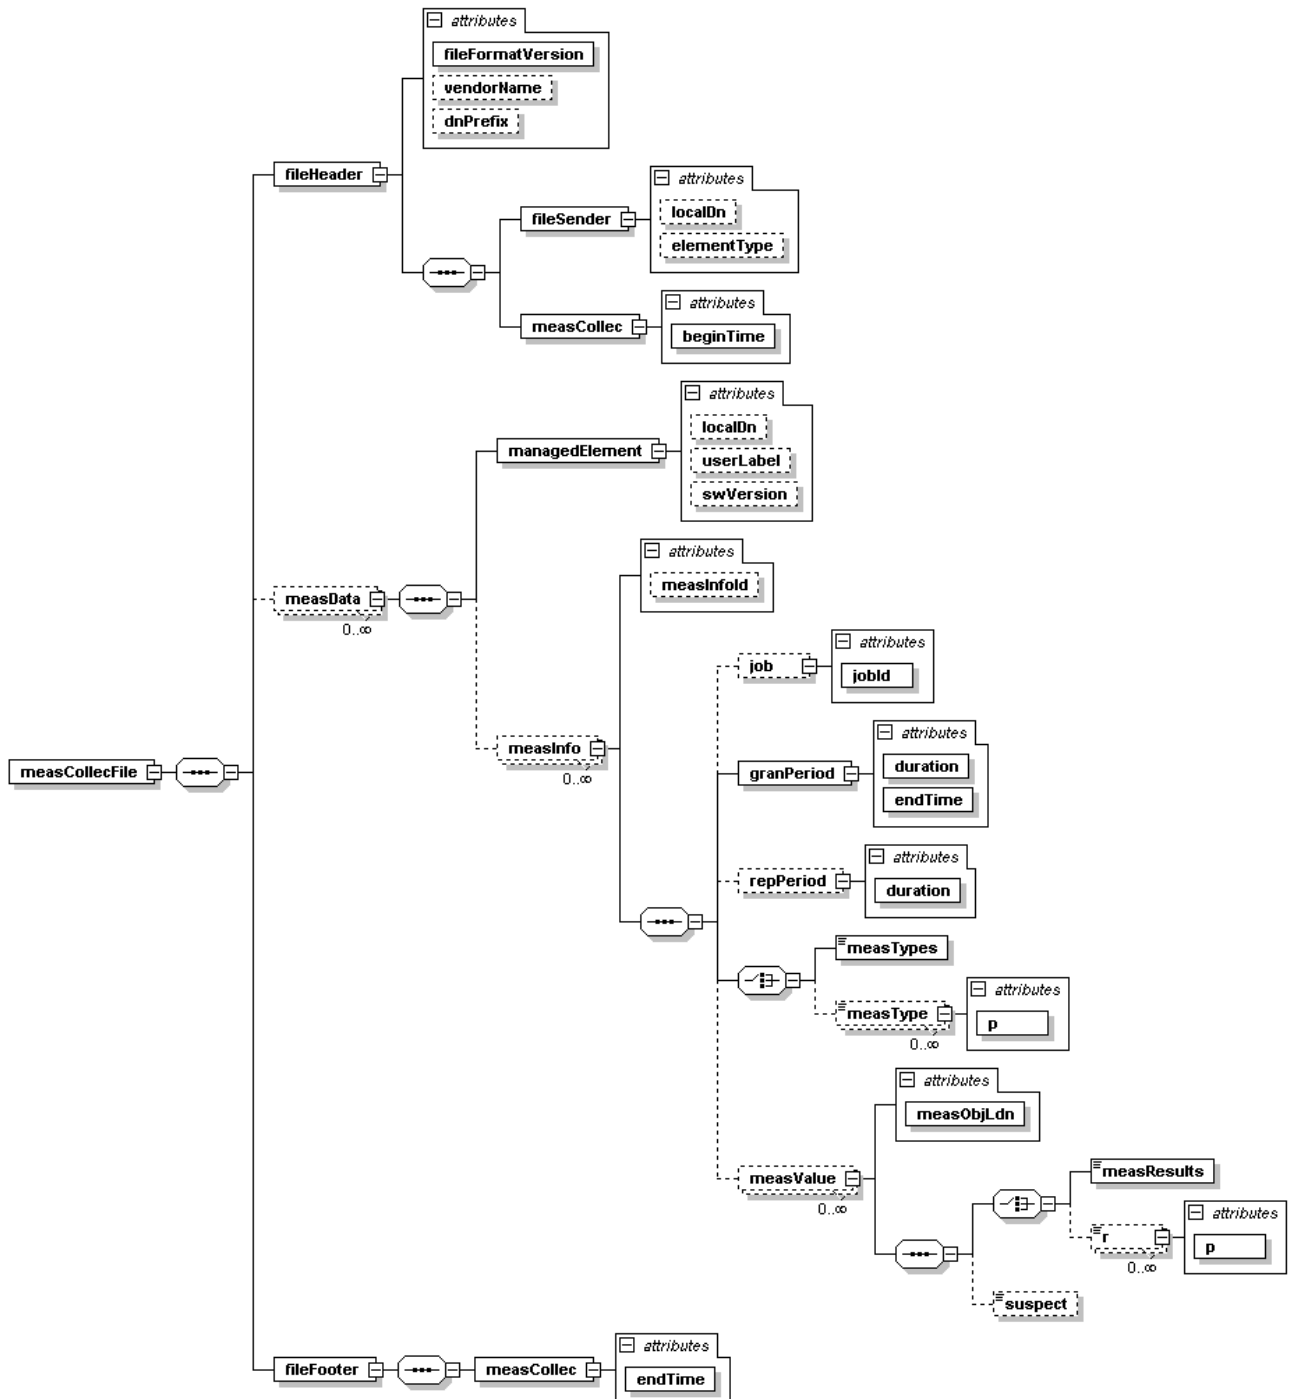 attributes
fileFormatVersion
vendorName
dnPrefix
fileHeader
attributes
localDn
elementType
fileSender
attributes
beginTime
measCollec
attributes
localDn
userLabel
swVersion
managedElement
attributes
measInfoId
measData
0..∞
attributes
jobId
job
measInfo
0..∞
attributes
duration
endTime
granPeriod
measCollecFile
attributes
duration
repPeriod
measTypes
attributes
p
measType
0..∞
attributes
measObjLdn
measValue
0..∞
measResults
attributes
p
r
0..∞
suspect
fileFooter
measCollec
attributes
endTime